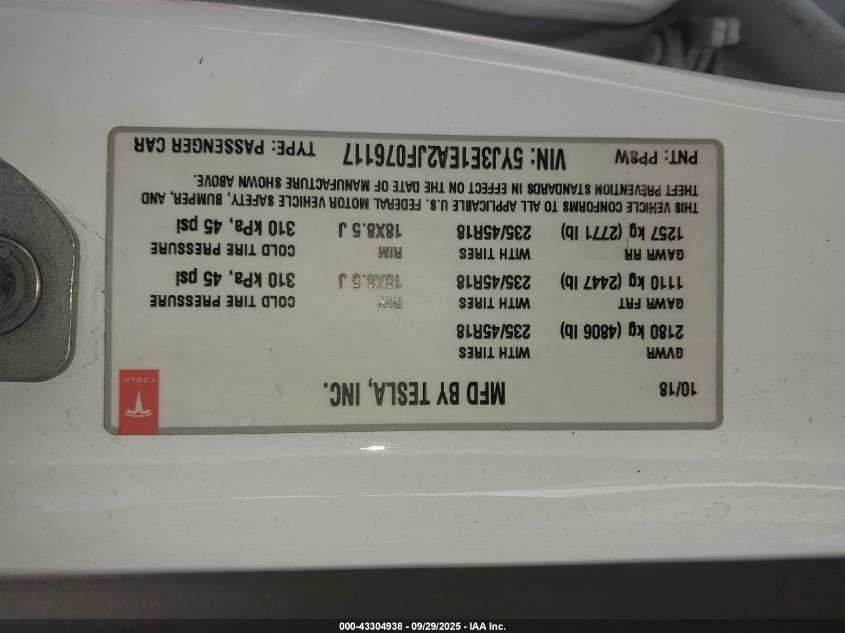 10/18 MFD BY TESLA, INC. TESLA
GVWR WITH TIRES
2180 kg (4806 lb) 235/45R18
GAWR FRT WITH TIRES RIM COLD TIRE PRESSURE
1110 kg (2447 lb) 235/45R18 18X8.5 J 310 kPa, 45 psi
GAWR RR WITH TIRES RIM COLD TIRE PRESSURE
1257 kg (2771 lb) 235/45R18 18X8.5 J 310 kPa, 45 psi
THIS VEHICLE CONFORMS TO ALL APPLICABLE U.S. FEDERAL MOTOR VEHICLE SAFETY, BUMPER, AND
THEFT PREVENTION STANDARDS IN EFFECT ON THE DATE OF MANUFACTURE SHOWN ABOVE.
PNT: PPSW VIN: 5YJ3E1EA2JF076117 TYPE: PASSENGER CAR
000-43304938 - 09/29/2025 - IAA Inc.